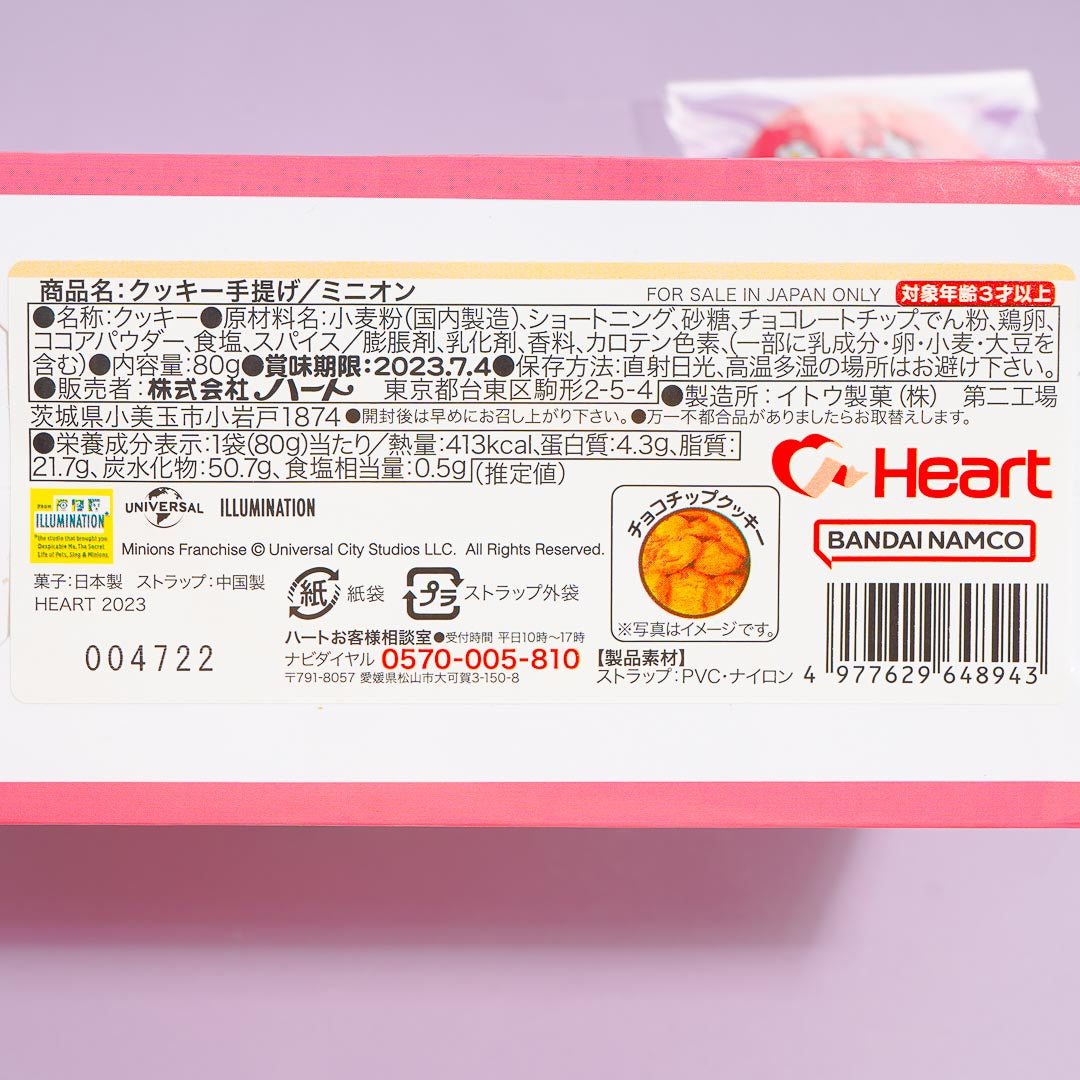 商品名：クッキー手提げ／ミニオン FOR SALE IN JAPAN ONLY 対象年齢3才以上
●名称：クッキー●原材料名：小麦粉（国内製造）、ショートニング、砂糖、チョコレートチップ、でん粉、鶏卵、
ココアパウダー、食塩、スパイス／膨脹剤、乳化剤、香料、カロテン色素、（一部に乳成分・卵・小麦・大豆を
含む）●内容量：80g●賞味期限：2023.7.4●保存方法：直射日光、高温多湿の場所はお避け下さい。
●販売者：株式会社ハート 東京都台東区駒形2-5-4●製造所：イトウ製菓（株） 第二工場
茨城県小美玉市小岩戸1874●開封後は早めにお召し上がり下さい。●万一不都合品がありましたらお取替えします。
●栄養成分表示：1袋（80g）当たり／熱量：413kcal、蛋白質：4.3g、脂質：
21.7g、炭水化物：50.7g、食塩相当量：0.5g（推定値）
Heart
BANDAI NAMCO
FROM
ILLUMINATION
the studio that brought you
Despicable Me, The Secret
Life of Pets, Sing & Minions
UNIVERSAL ILLUMINATION
Minions Franchise © Universal City Studios LLC. All Rights Reserved.
チョコチップクッキー
※写真はイメージです。
菓子：日本製 ストラップ：中国製
HEART 2023
紙 紙袋 プラ ストラップ外袋
004722
ハートお客様相談室●受付時間 平日10時〜17時
ナビダイヤル 0570-005-810
〒791-8057 愛媛県松山市大可賀3-150-8
【製品素材】
ストラップ：PVC・ナイロン
4 977629 648943